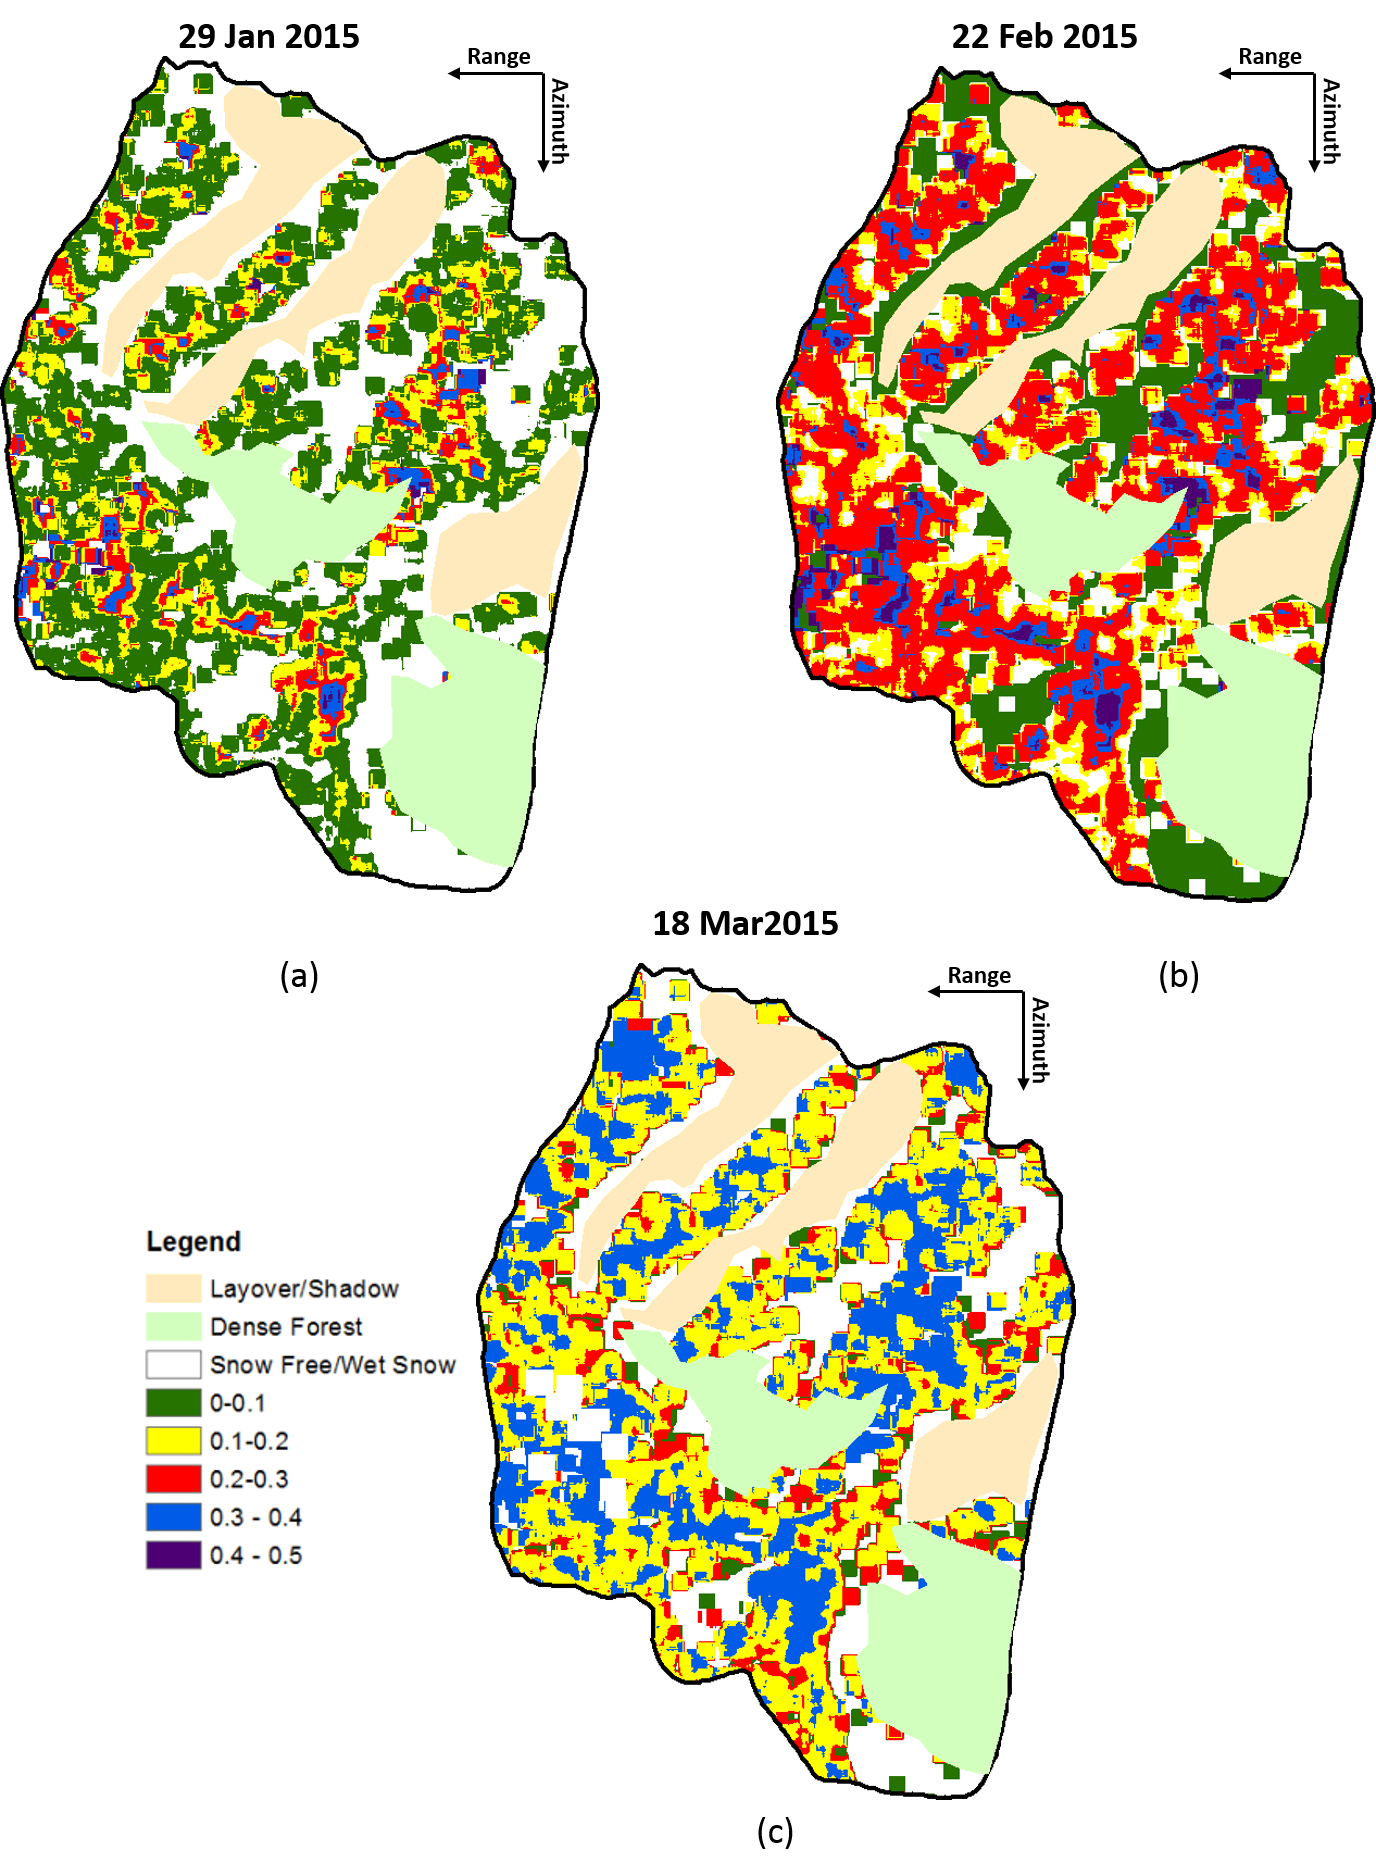 29 Jan 2015
22 Feb 2015
Range
Azimuth
Range
Azimuth
18 Mar2015
(a)
(b)
Range
Azimuth
Legend
Layover/Shadow
Dense Forest
Snow Free/Wet Snow
0-0.1
0.1-0.2
0.2-0.3
0.3 - 0.4
0.4 - 0.5
(c)